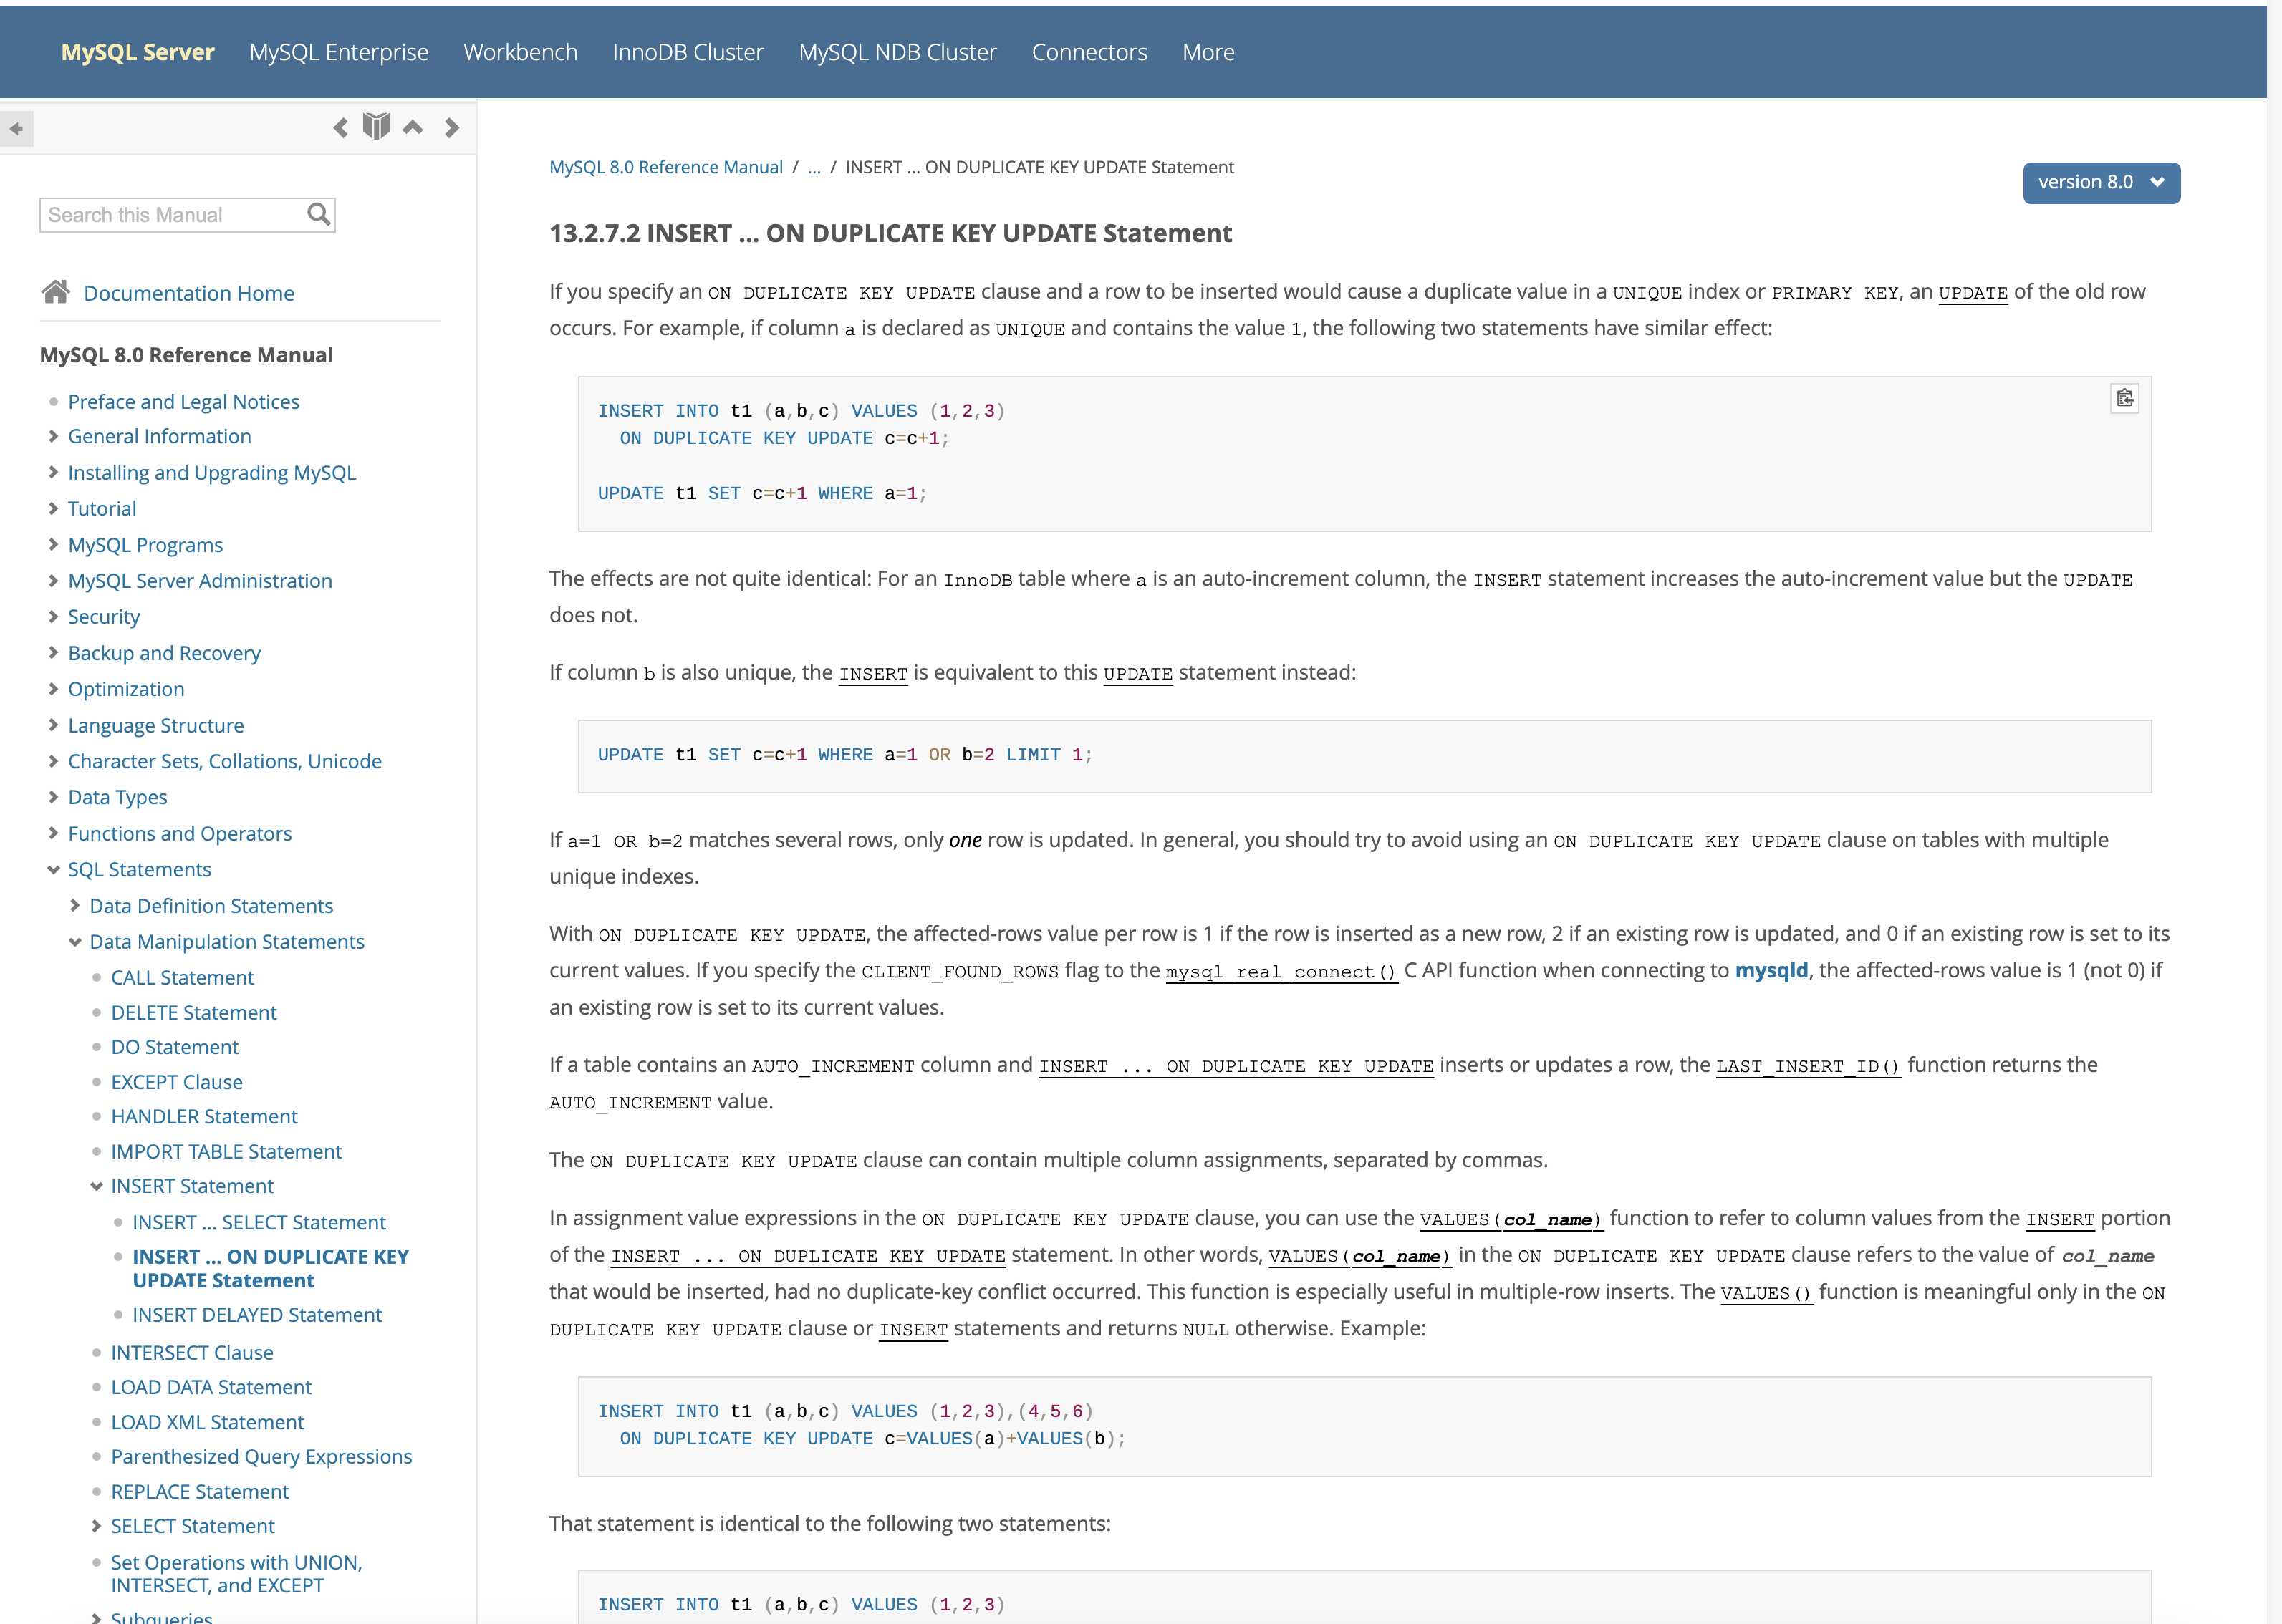 MySQL Server MySQL Enterprise Workbench InnoDB Cluster MySQL NDB Cluster Connectors More
Search this Manual
Documentation Home
MySQL 8.0 Reference Manual
Preface and Legal Notices
General Information
Installing and Upgrading MySQL
Tutorial
MySQL Programs
MySQL Server Administration
Security
Backup and Recovery
Optimization
Language Structure
Character Sets, Collations, Unicode
Data Types
Functions and Operators
SQL Statements
Data Definition Statements
Data Manipulation Statements
CALL Statement
DELETE Statement
DO Statement
EXCEPT Clause
HANDLER Statement
IMPORT TABLE Statement
INSERT Statement
INSERT ... SELECT Statement
INSERT ... ON DUPLICATE KEY
UPDATE Statement
INSERT DELAYED Statement
INTERSECT Clause
LOAD DATA Statement
LOAD XML Statement
Parenthesized Query Expressions
REPLACE Statement
SELECT Statement
Set Operations with UNION,
INTERSECT, and EXCEPT
Subqueries
MySQL 8.0 Reference Manual / ... / INSERT ... ON DUPLICATE KEY UPDATE Statement
version 8.0
13.2.7.2 INSERT ... ON DUPLICATE KEY UPDATE Statement
If you specify an ON DUPLICATE KEY UPDATE clause and a row to be inserted would cause a duplicate value in a UNIQUE index or PRIMARY KEY, an UPDATE of the old row
occurs. For example, if column a is declared as UNIQUE and contains the value 1, the following two statements have similar effect:
INSERT INTO t1 (a,b,c) VALUES (1,2,3)
ON DUPLICATE KEY UPDATE c=c+1;
UPDATE t1 SET c=c+1 WHERE a=1;
The effects are not quite identical: For an InnoDB table where a is an auto-increment column, the INSERT statement increases the auto-increment value but the UPDATE
does not.
If column b is also unique, the INSERT is equivalent to this UPDATE statement instead:
UPDATE t1 SET c=c+1 WHERE a=1 OR b=2 LIMIT 1;
If a=1 OR b=2 matches several rows, only one row is updated. In general, you should try to avoid using an ON DUPLICATE KEY UPDATE clause on tables with multiple
unique indexes.
With ON DUPLICATE KEY UPDATE, the affected-rows value per row is 1 if the row is inserted as a new row, 2 if an existing row is updated, and 0 if an existing row is set to its
current values. If you specify the CLIENT_FOUND_ROWS flag to the mysql_real_connect() C API function when connecting to mysqld, the affected-rows value is 1 (not 0) if
an existing row is set to its current values.
If a table contains an AUTO_INCREMENT column and INSERT ... ON DUPLICATE KEY UPDATE inserts or updates a row, the LAST_INSERT_ID() function returns the
AUTO_INCREMENT value.
The ON DUPLICATE KEY UPDATE clause can contain multiple column assignments, separated by commas.
In assignment value expressions in the ON DUPLICATE KEY UPDATE clause, you can use the VALUES(col_name) function to refer to column values from the INSERT portion
of the INSERT ... ON DUPLICATE KEY UPDATE statement. In other words, VALUES(col_name) in the ON DUPLICATE KEY UPDATE clause refers to the value of col_name
that would be inserted, had no duplicate-key conflict occurred. This function is especially useful in multiple-row inserts. The VALUES() function is meaningful only in the ON
DUPLICATE KEY UPDATE clause or INSERT statements and returns NULL otherwise. Example:
INSERT INTO t1 (a,b,c) VALUES (1,2,3),(4,5,6)
ON DUPLICATE KEY UPDATE c=VALUES(a)+VALUES(b);
That statement is identical to the following two statements:
INSERT INTO t1 (a,b,c) VALUES (1,2,3)